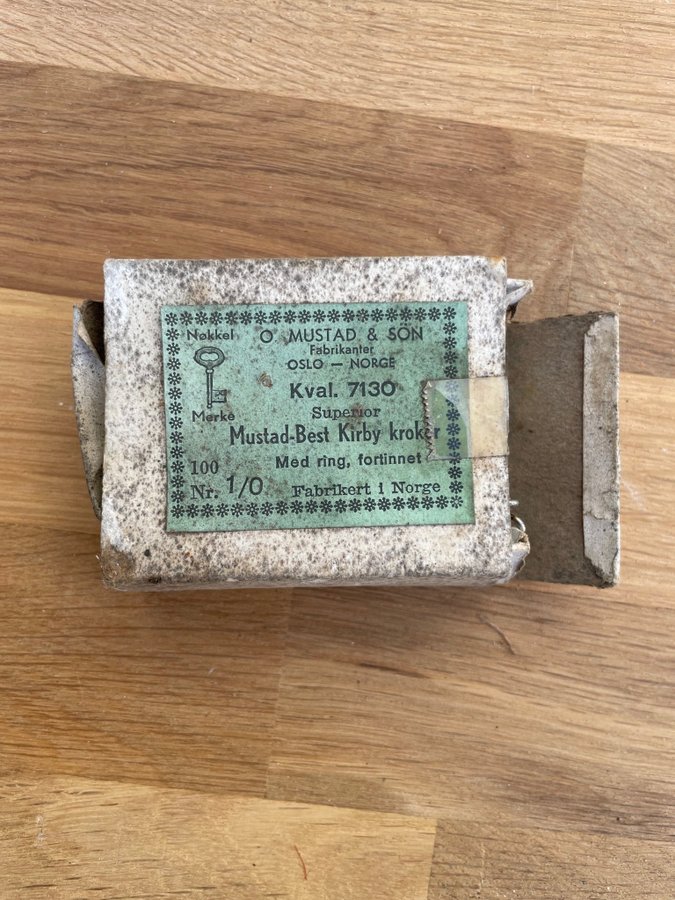 Nøkkel
Merke
O. MUSTAD & SÖN
Fabrikanter
OSLO — NORGE
Kval. 7130
Superior
Mustad-Best Kirby kroker
Med ring, fortinnet
100
Nr. 1/0 Fabrikert i Norge